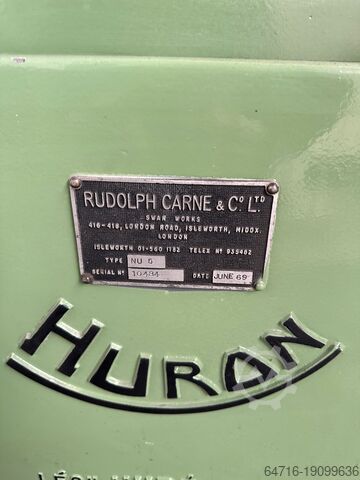 RUDOLPH CARNE & Cº. LTD
SWAN WORKS
416-418, LONDON ROAD, ISLEWORTH, MIDDX.
LONDON
ISLEWORTH 01-560 1182 TELEX Nº 935462
TYPE NU 0
SERIAL Nº 10434 DATE JUNE 69
HURON
64716-19099636